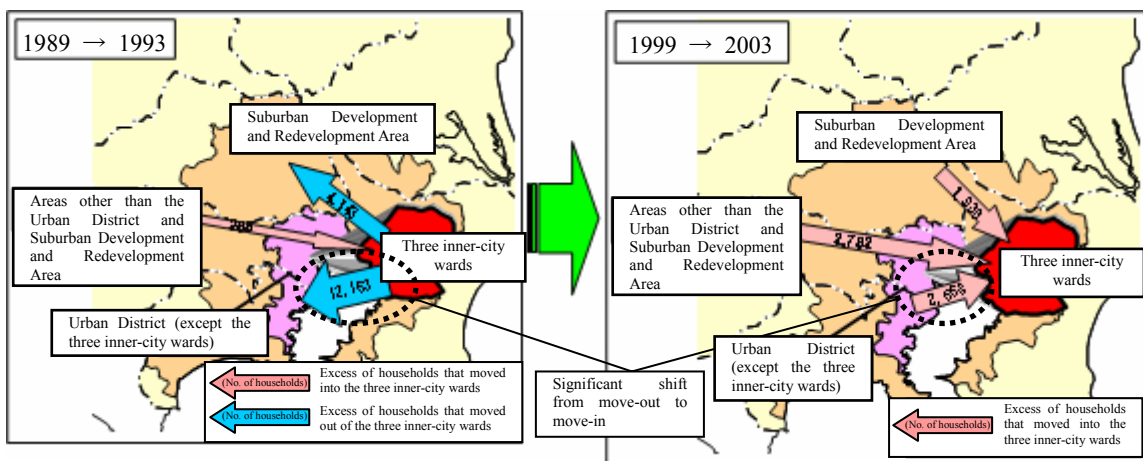 1989 → 1993
Suburban Development
and Redevelopment Area
Areas other than the
Urban District and
Suburban Development
and Redevelopment
Area
Three inner-city
wards
12,163
Urban District (except the
three inner-city wards)
(No. of households)
Excess of households that moved
into the three inner-city wards
(No. of households)
Excess of households that moved
out of the three inner-city wards
Significant shift
from move-out to
move-in
1999 → 2003
Suburban Development
and Redevelopment Area
Areas other than the
Urban District and
Suburban Development
and Redevelopment
Area
2,782
Three inner-city
wards
Urban District
(except the three
inner-city wards)
(No. of households)
Excess of households
that moved into the
three inner-city wards